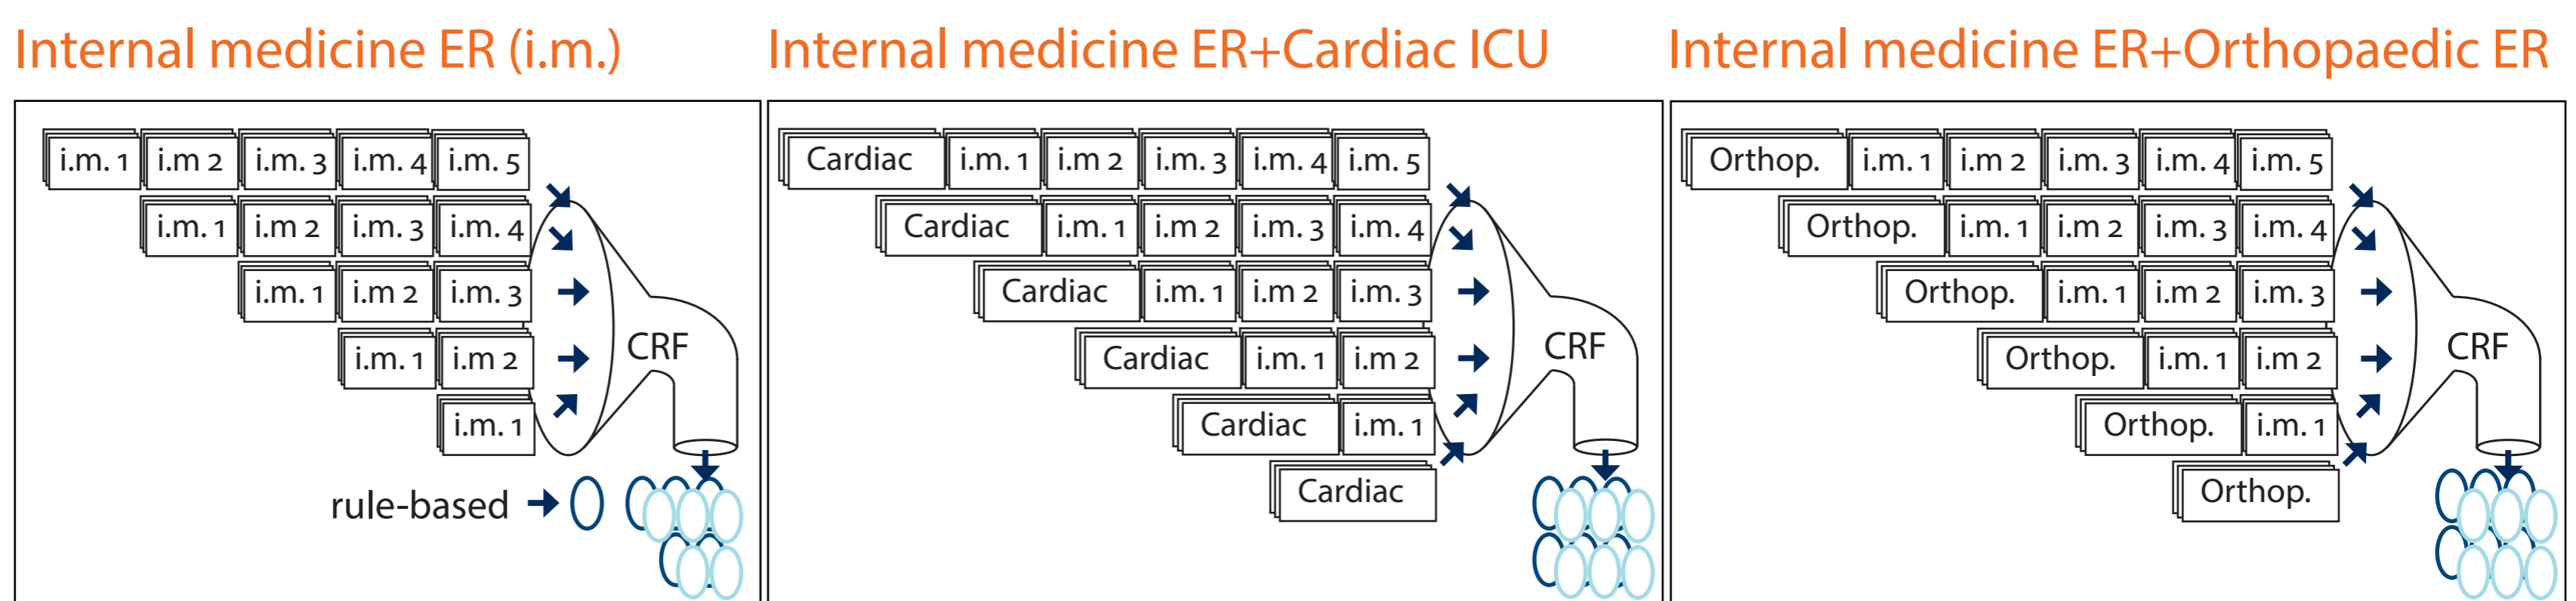 Internal medicine ER (i.m.)
i.m. 1 i.m 2 i.m. 3 i.m. 4 i.m. 5
i.m. 1 i.m 2 i.m. 3 i.m. 4
i.m. 1 i.m 2 i.m. 3
i.m. 1 i.m 2
i.m. 1
CRF
rule-based
Internal medicine ER+Cardiac ICU
Cardiac i.m. 1 i.m 2 i.m. 3 i.m. 4 i.m. 5
Cardiac i.m. 1 i.m 2 i.m. 3 i.m. 4
Cardiac i.m. 1 i.m 2 i.m. 3
Cardiac i.m. 1 i.m 2
Cardiac i.m. 1
Cardiac
CRF
Internal medicine ER+Orthopaedic ER
Orthop. i.m. 1 i.m 2 i.m. 3 i.m. 4 i.m. 5
Orthop. i.m. 1 i.m 2 i.m. 3 i.m. 4
Orthop. i.m. 1 i.m 2 i.m. 3
Orthop. i.m. 1 i.m 2
Orthop. i.m. 1
Orthop.
CRF